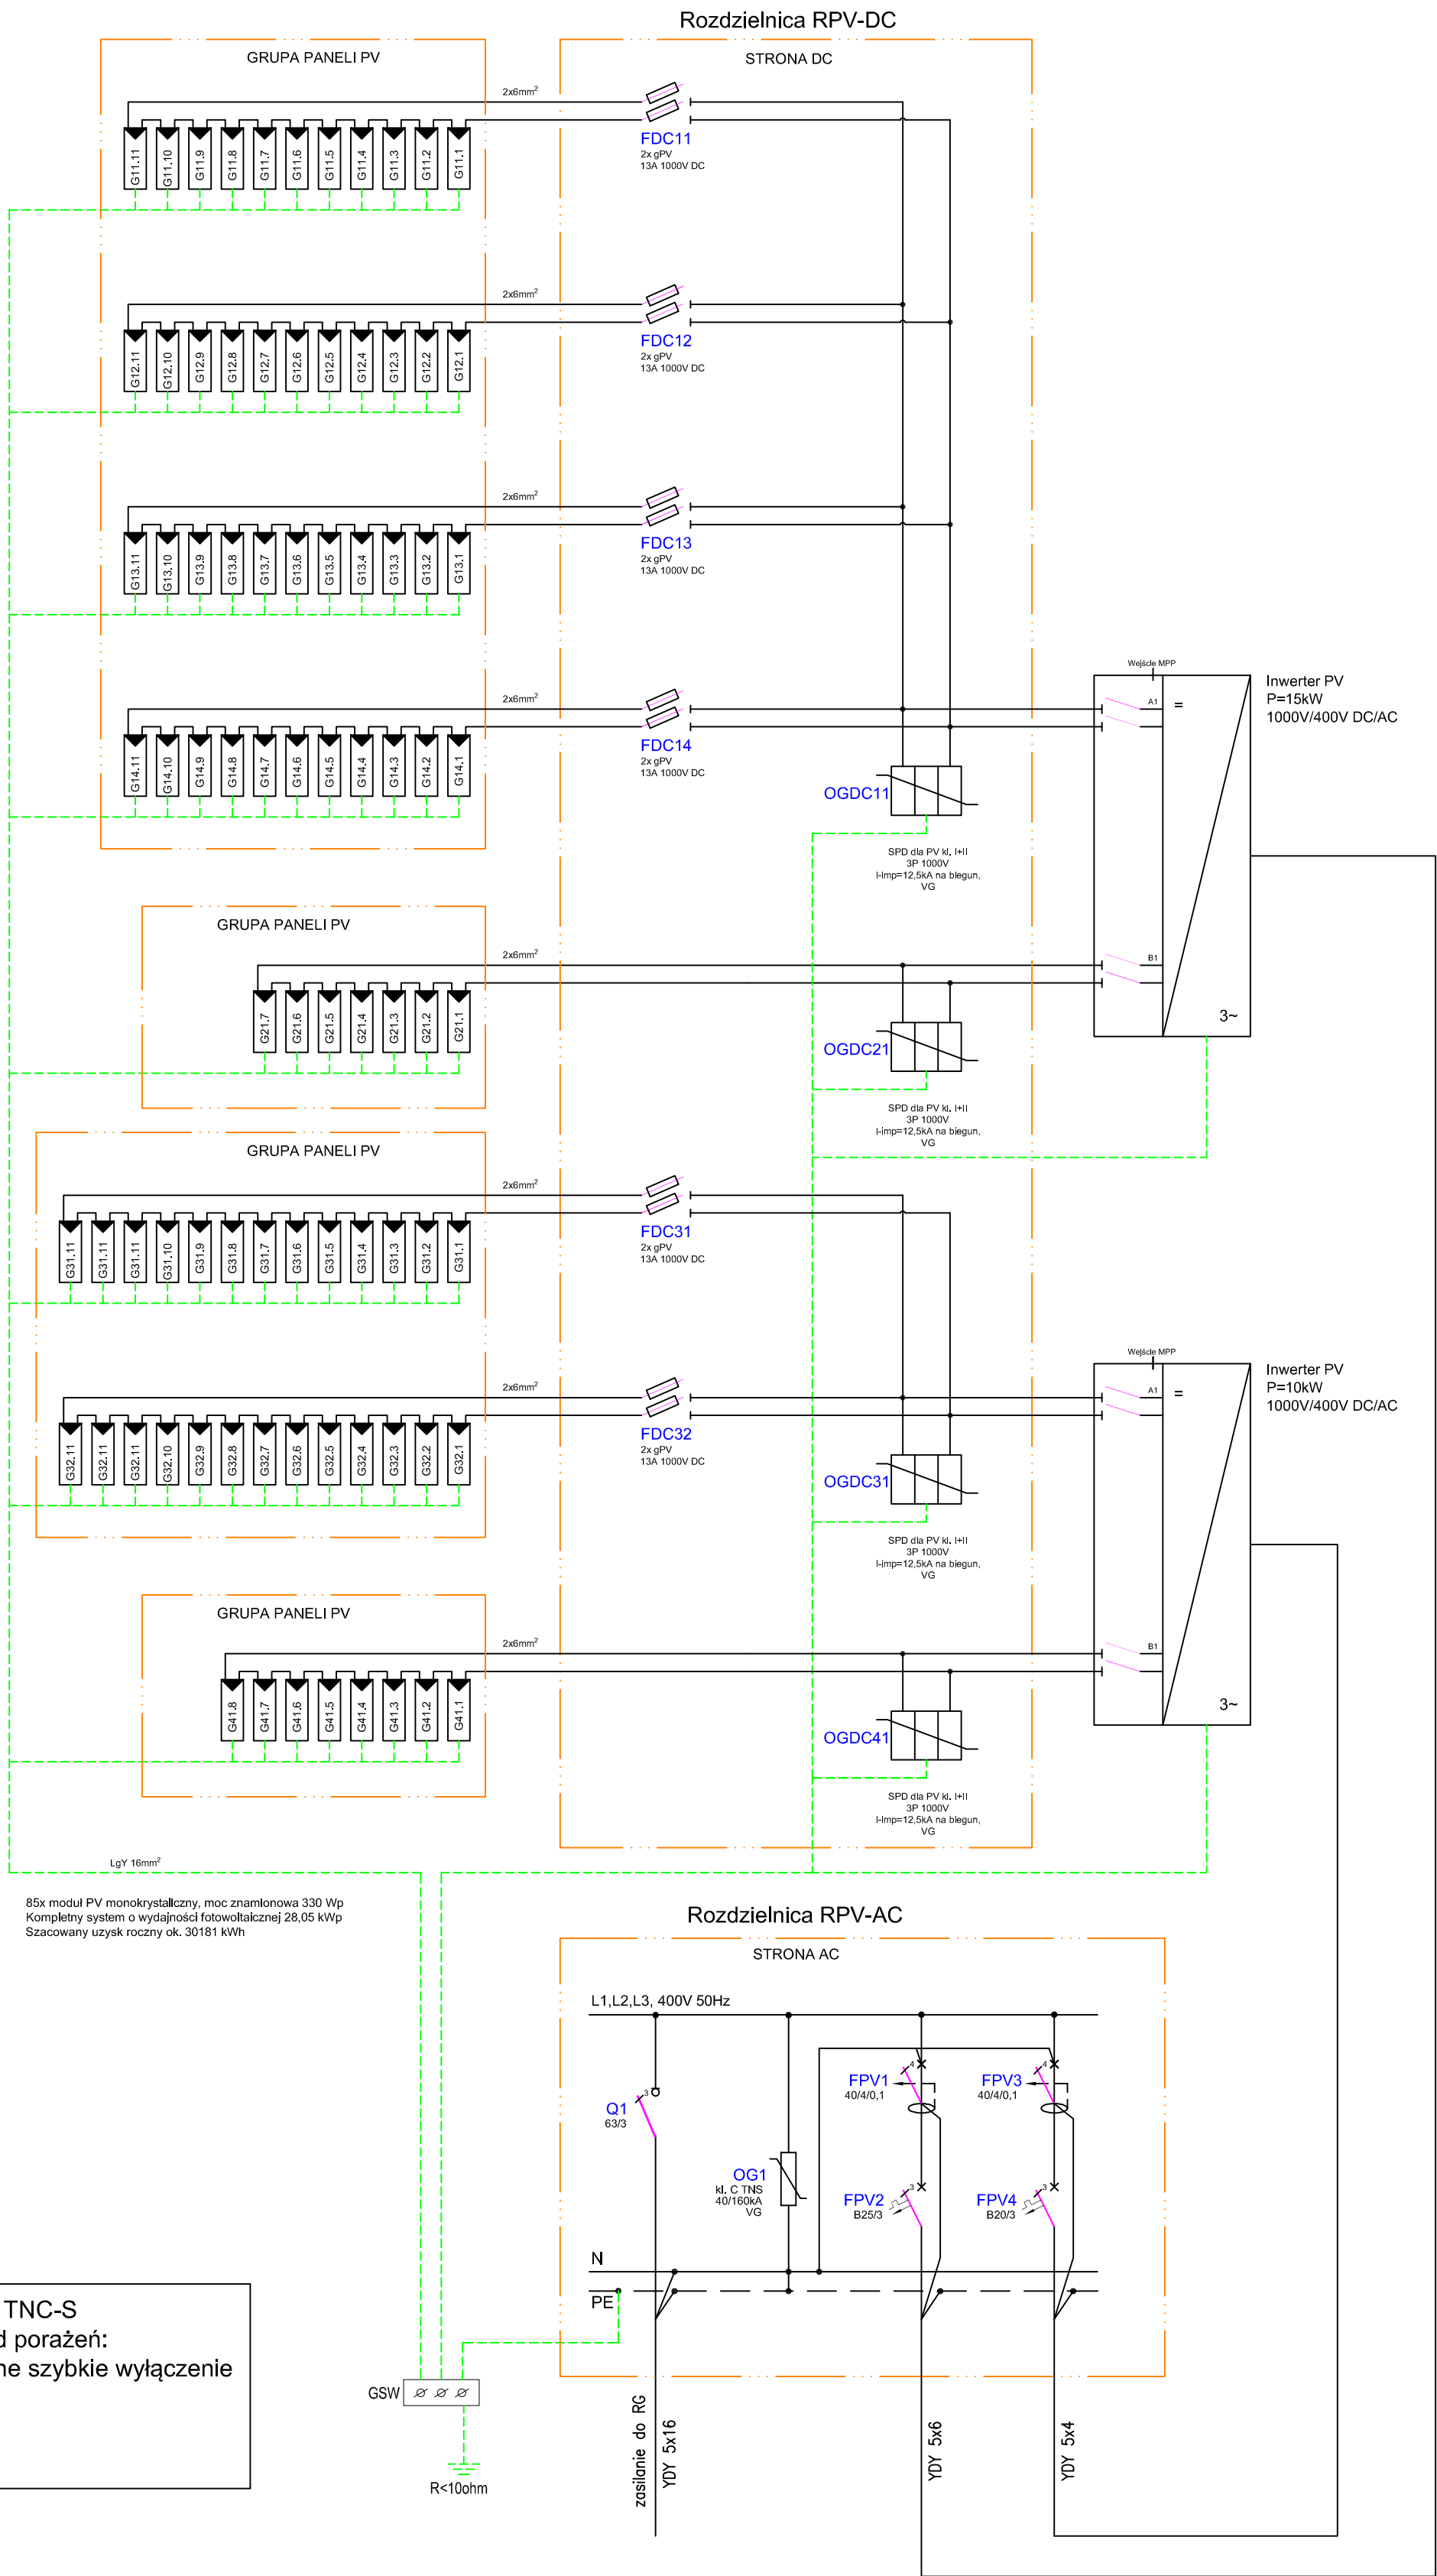 Rozdzielnica RPV-DC
GRUPA PANELI PV
STRONA DC
2x6mm²
FDC11
2x gPV
13A 1000V DC
G11.11 G11.10 G11.9 G11.8 G11.7 G11.6 G11.5 G11.4 G11.3 G11.2 G11.1
2x6mm²
FDC12
2x gPV
13A 1000V DC
G12.11 G12.10 G12.9 G12.8 G12.7 G12.6 G12.5 G12.4 G12.3 G12.2 G12.1
2x6mm²
FDC13
2x gPV
13A 1000V DC
G13.11 G13.10 G13.9 G13.8 G13.7 G13.6 G13.5 G13.4 G13.3 G13.2 G13.1
2x6mm²
FDC14
2x gPV
13A 1000V DC
G14.11 G14.10 G14.9 G14.8 G14.7 G14.6 G14.5 G14.4 G14.3 G14.2 G14.1
Wejście MPP
A1
=
Inwerter PV
P=15kW
1000V/400V DC/AC
OGDC11
SPD dla PV kl. I+II
3P 1000V
I-imp=12,5kA na biegun,
VG
GRUPA PANELI PV
2x6mm²
B1
3~
G21.7 G21.6 G21.5 G21.4 G21.3 G21.2 G21.1
OGDC21
SPD dla PV kl. I+II
3P 1000V
I-imp=12,5kA na biegun,
VG
GRUPA PANELI PV
2x6mm²
FDC31
2x gPV
13A 1000V DC
G31.11 G31.11 G31.11 G31.10 G31.9 G31.8 G31.7 G31.6 G31.5 G31.4 G31.3 G31.2 G31.1
2x6mm²
FDC32
2x gPV
13A 1000V DC
G32.11 G32.11 G32.11 G32.10 G32.9 G32.8 G32.7 G32.6 G32.5 G32.4 G32.3 G32.2 G32.1
Wejście MPP
A1
=
Inwerter PV
P=10kW
1000V/400V DC/AC
OGDC31
SPD dla PV kl. I+II
3P 1000V
I-imp=12,5kA na biegun,
VG
GRUPA PANELI PV
2x6mm²
B1
3~
G41.8 G41.7 G41.6 G41.5 G41.4 G41.3 G41.2 G41.1
OGDC41
SPD dla PV kl. I+II
3P 1000V
I-imp=12,5kA na biegun,
VG
LgY 16mm²
85x moduł PV monokrystaliczny, moc znamionowa 330 Wp
Kompletny system o wydajności fotowoltaicznej 28,05 kWp
Szacowany uzysk roczny ok. 30181 kWh
Rozdzielnica RPV-AC
STRONA AC
L1,L2,L3, 400V 50Hz
3
Q1
63/3
OG1
kl. C TNS
40/160kA
VG
4
FPV1
40/4/0,1
4
FPV3
40/4/0,1
3
FPV2
B25/3
3
FPV4
B20/3
N
PE
TNC-S
d porażeń:
ne szybkie wyłączenie
GSW
R<10ohm
zasilanie do RG
YDY 5x16
YDY 5x6
YDY 5x4